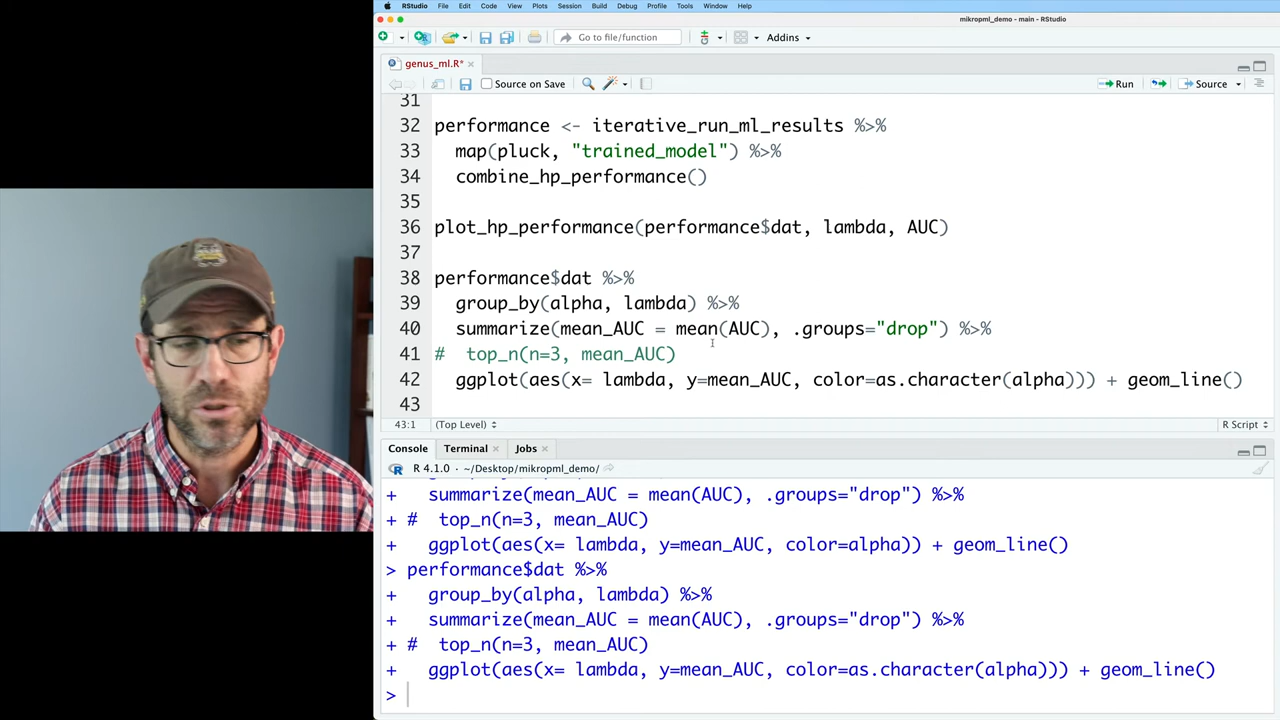 RStudio File Edit Code View Plots Session Build Debug Profile Tools Window Help
mikropml_demo - main - RStudio
Go to file/function Addins
genus_ml.R*
Source on Save Run Source
31
32 performance <- iterative_run_ml_results %>%
33 map(pluck, "trained_model") %>%
34 combine_hp_performance()
35
36 plot_hp_performance(performance$dat, lambda, AUC)
37
38 performance$dat %>%
39 group_by(alpha, lambda) %>%
40 summarize(mean_AUC = mean(AUC), .groups="drop") %>%
41 # top_n(n=3, mean_AUC)
42 ggplot(aes(x= lambda, y=mean_AUC, color=as.character(alpha))) + geom_line()
43
43:1 (Top Level) R Script
Console Terminal Jobs
R 4.1.0 · ~/Desktop/mikropml_demo/
+ summarize(mean_AUC = mean(AUC), .groups="drop") %>%
+ # top_n(n=3, mean_AUC)
+ ggplot(aes(x= lambda, y=mean_AUC, color=alpha)) + geom_line()
> performance$dat %>%
+ group_by(alpha, lambda) %>%
+ summarize(mean_AUC = mean(AUC), .groups="drop") %>%
+ # top_n(n=3, mean_AUC)
+ ggplot(aes(x= lambda, y=mean_AUC, color=as.character(alpha))) + geom_line()
>